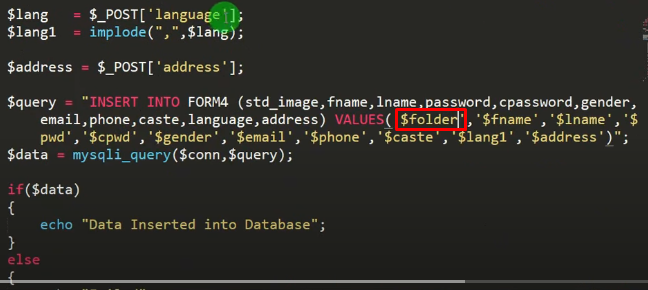 $lang   = $_POST['language'];
$lang1  = implode(",",$lang);
$address = $_POST['address'];
$query = "INSERT INTO FORM4 (std_image,fname,lname,password,cpassword,gender,
email,phone,caste,language,address) VALUES('$folder','$fname','$lname','$
pwd','$cpwd','$gender','$email','$phone','$caste','$lang1','$address')";
$data = mysqli_query($conn,$query);
if($data)
{
    echo "Data Inserted into Database";
}
else
{